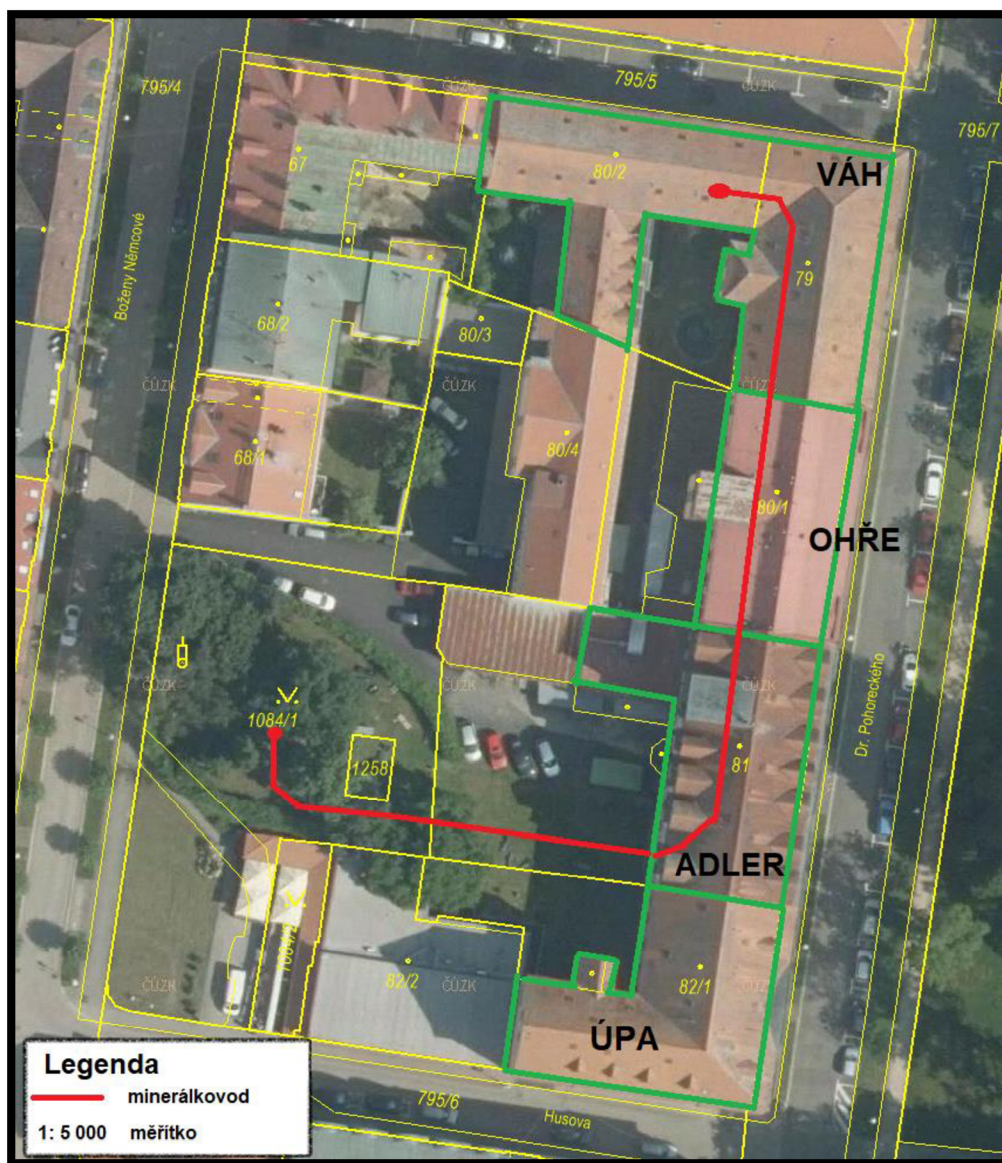 795/5
ČÚZK
ČÚZK
ČÚZK
795/4
795/7
67
80/2
VÁH
Boženy Němcové
79
68/2
80/3
ČÚZK
ČÚZK
ČÚZK
68/1
80/4
80/1
OHŘE
Dr. Pohoreckého
ČÚZK
ČÚZK
ČÚZK
1084/1
1258
81
ADLER
82/2
82/1
ČÚZK
ČÚZK
ČÚZK
ÚPA
Legenda
minerálkovod
1: 5 000 měřítko
795/6
Husova